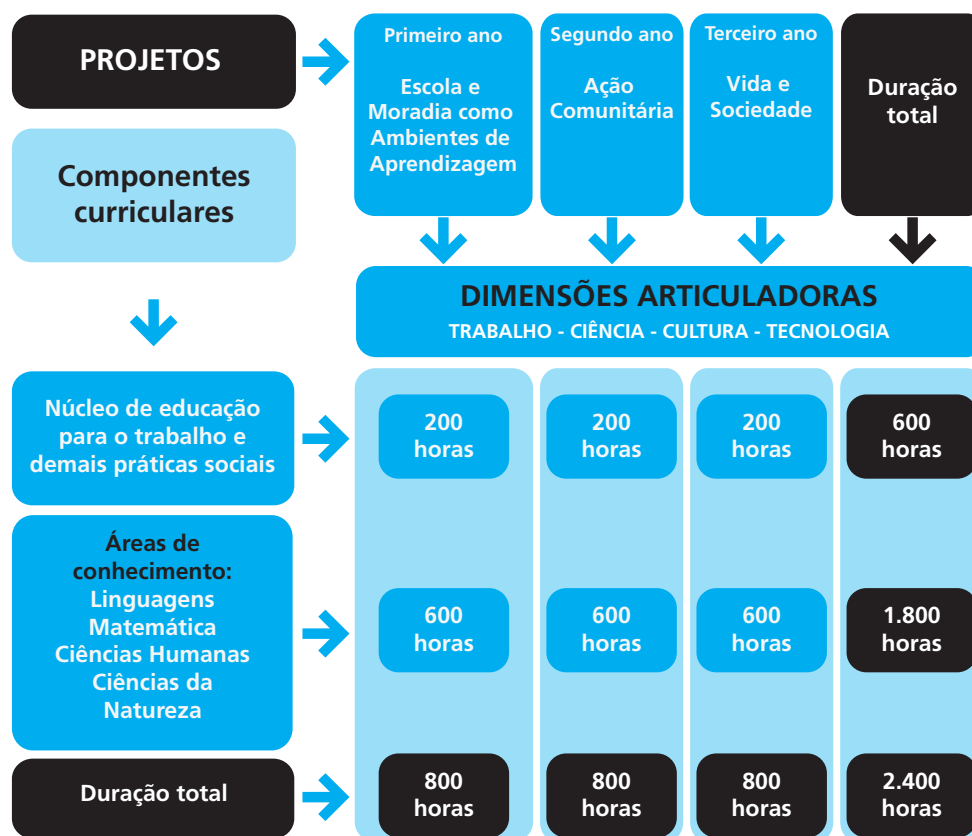 PROJETOS
Primeiro ano
Escola e
Moradia como
Ambientes de
Aprendizagem
Segundo ano
Ação
Comunitária
Terceiro ano
Vida e
Sociedade
Duração
total
Componentes
curriculares
DIMENSÕES ARTICULADORAS
TRABALHO - CIÊNCIA - CULTURA - TECNOLOGIA
Núcleo de educação
para o trabalho e
demais práticas sociais
200
horas
200
horas
200
horas
600
horas
Áreas de
conhecimento:
Linguagens
Matemática
Ciências Humanas
Ciências da
Natureza
600
horas
600
horas
600
horas
1.800
horas
Duração total
800
horas
800
horas
800
horas
2.400
horas